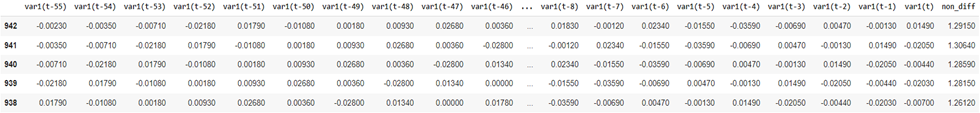 var1(t-55) var1(t-54) var1(t-53) var1(t-52) var1(t-51) var1(t-50) var1(t-49) var1(t-48) var1(t-47) var1(t-46) ... var1(t-8) var1(t-7) var1(t-6) var1(t-5) var1(t-4) var1(t-3) var1(t-2) var1(t-1) var1(t) non_diff
942 -0.00230 -0.00350 -0.00710 -0.02180 0.01790 -0.01080 0.00180 0.00930 0.02680 0.00360 ... 0.01830 -0.00120 0.02340 -0.01550 -0.03590 -0.00690 0.00470 -0.00130 0.01490 1.29150
941 -0.00350 -0.00710 -0.02180 0.01790 -0.01080 0.00180 0.00930 0.02680 0.00360 -0.02800 ... -0.00120 0.02340 -0.01550 -0.03590 -0.00690 0.00470 -0.00130 0.01490 -0.02050 1.30640
940 -0.00710 -0.02180 0.01790 -0.01080 0.00180 0.00930 0.02680 0.00360 -0.02800 0.01340 ... 0.02340 -0.01550 -0.03590 -0.00690 0.00470 -0.00130 0.01490 -0.02050 -0.00440 1.28590
939 -0.02180 0.01790 -0.01080 0.00180 0.00930 0.02680 0.00360 -0.02800 0.01340 0.00000 ... -0.01550 -0.03590 -0.00690 0.00470 -0.00130 0.01490 -0.02050 -0.00440 -0.02030 1.28150
938 0.01790 -0.01080 0.00180 0.00930 0.02680 0.00360 -0.02800 0.01340 0.00000 0.01780 ... -0.03590 -0.00690 0.00470 -0.00130 0.01490 -0.02050 -0.00440 -0.02030 -0.00700 1.26120